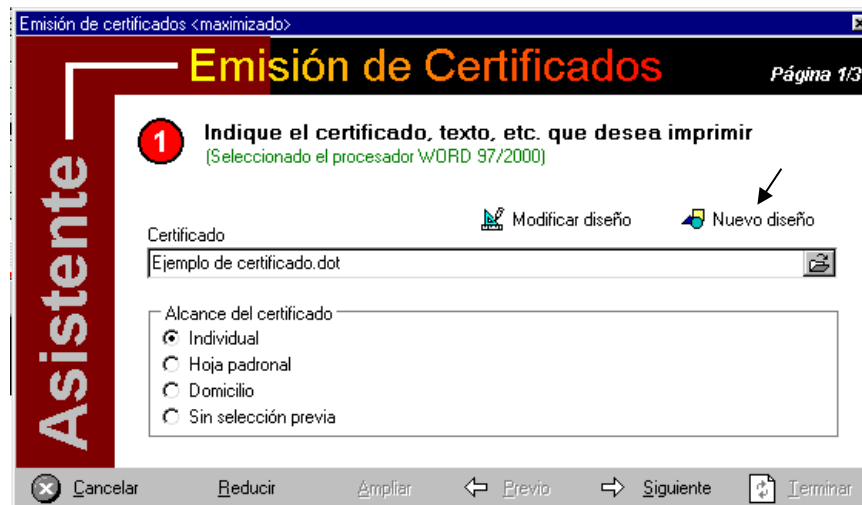 Emisión de certificados <maximizado>
Emisión de Certificados
Página 1/3
Asistente
1
Indique el certificado, texto, etc. que desea imprimir
(Seleccionado el procesador WORD 97/2000)
Modificar diseño
Nuevo diseño
Certificado
Ejemplo de certificado.dot
Alcance del certificado
Individual
Hoja padronal
Domicilio
Sin selección previa
Cancelar
Reducir
Ampliar
Previo
Siguiente
Terminar